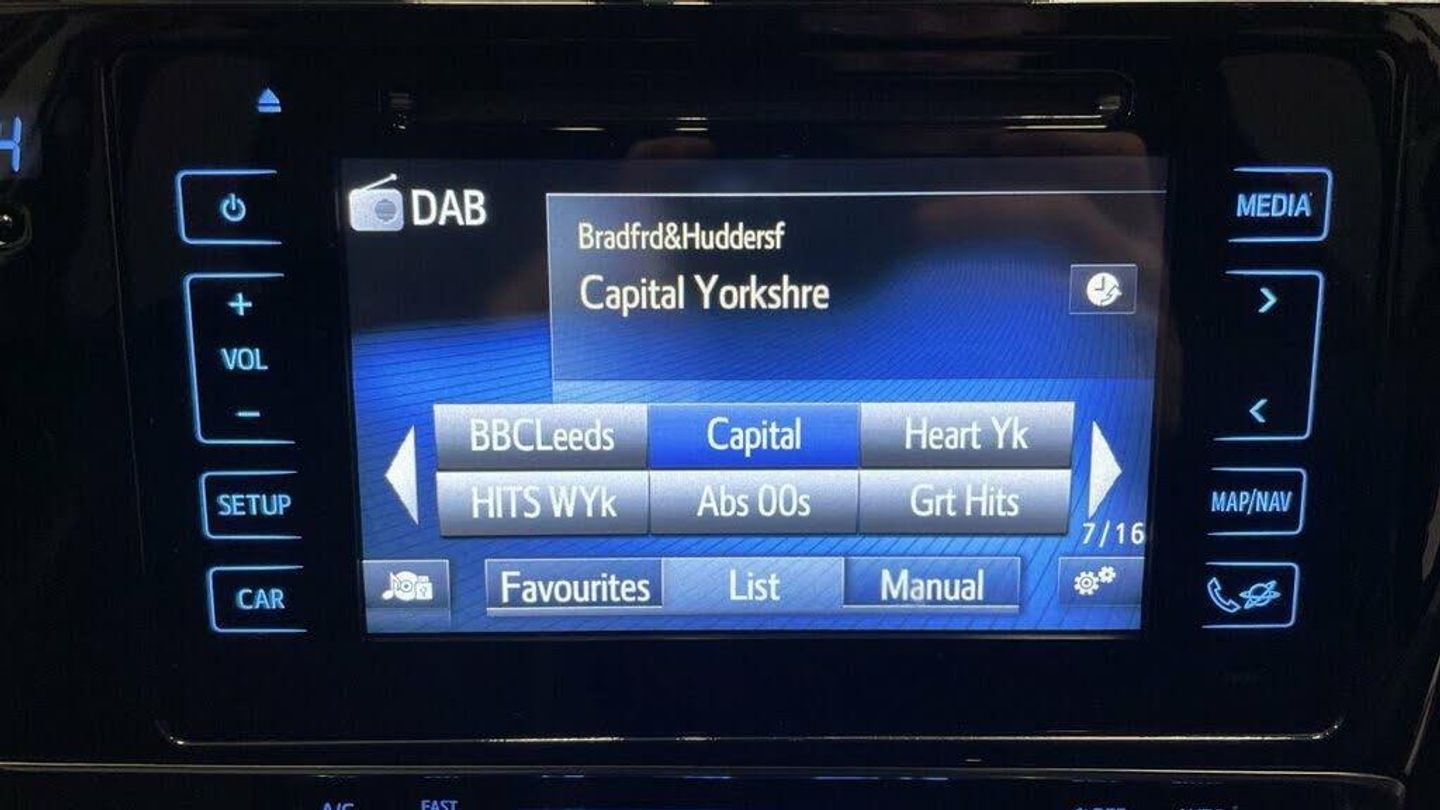 DAB
Bradfrd&Huddersf
Capital Yorkshre
BBCLeeds Capital Heart Yk
HITS WYk Abs 00s Grt Hits
7/16
Favourites List Manual
VOL
SETUP
CAR
MEDIA
MAP/NAV
A/C FAST